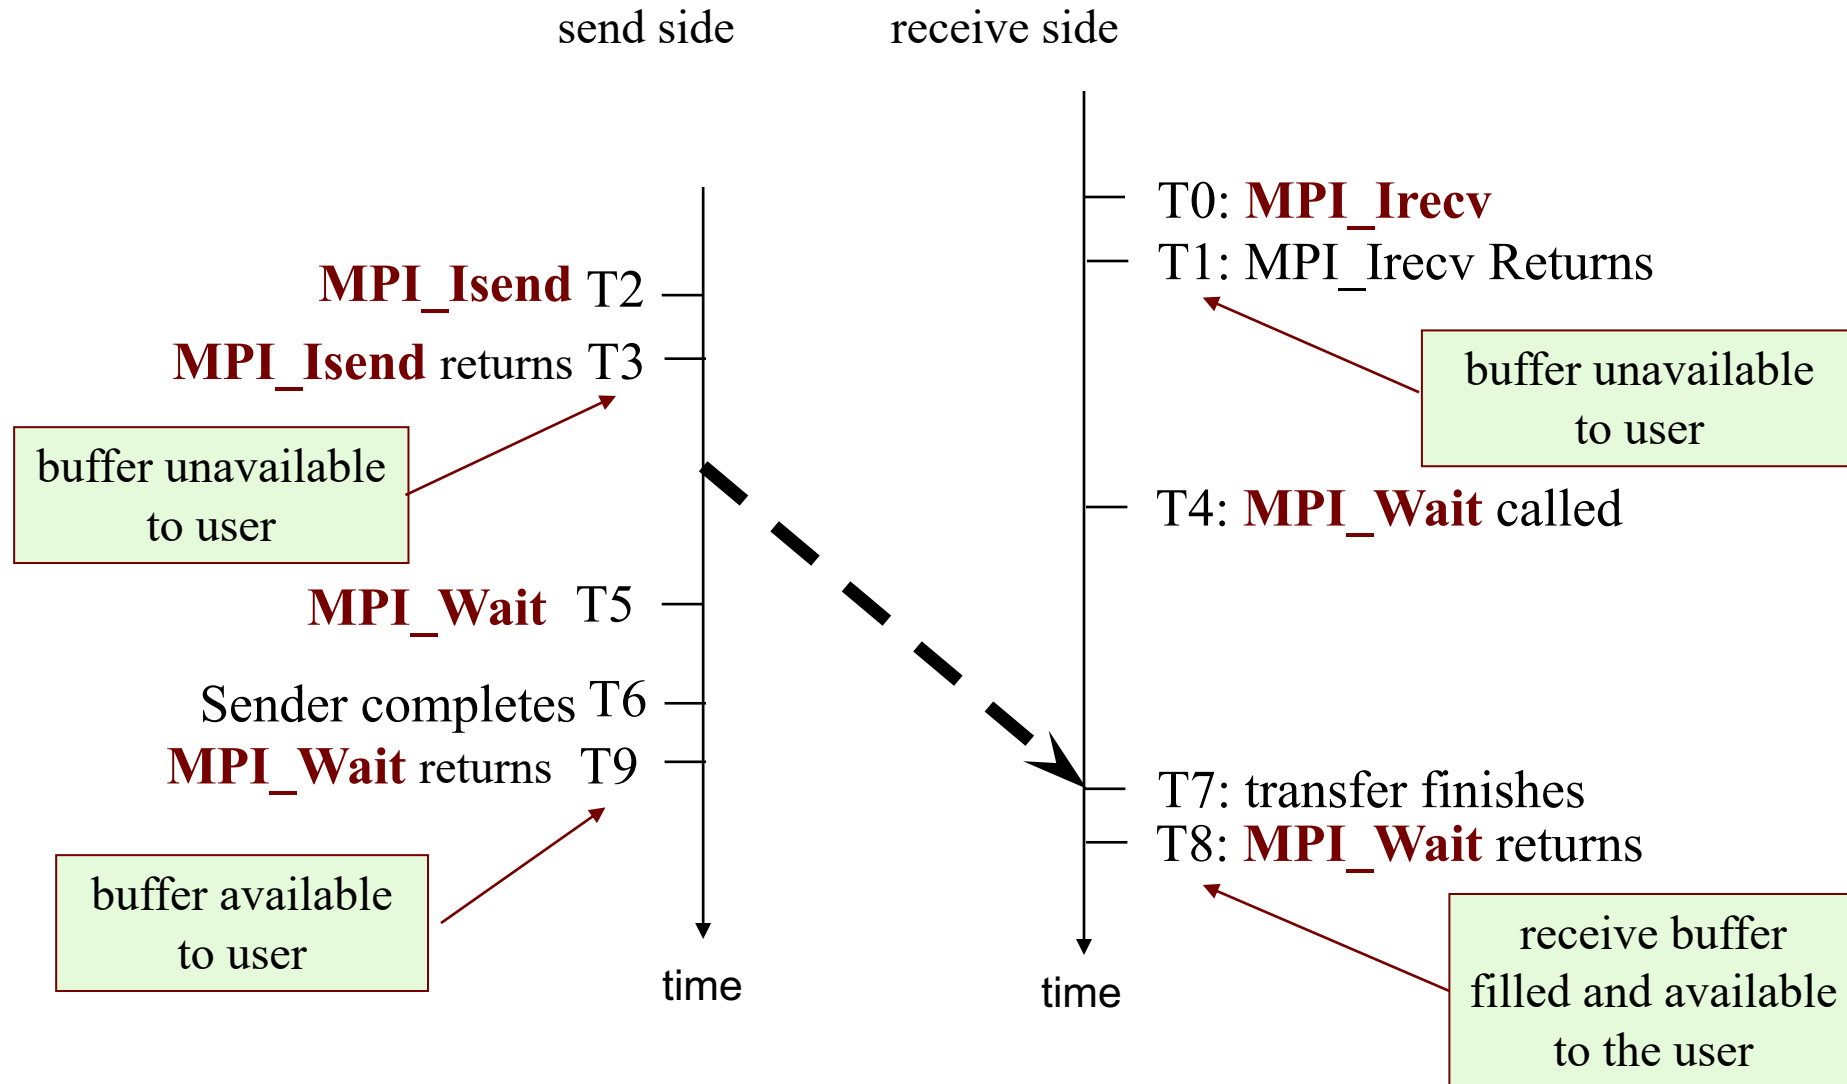 send side
receive side
T0: MPI_Irecv
T1: MPI_Irecv Returns
MPI_Isend T2
MPI_Isend returns T3
buffer unavailable
to user
buffer unavailable
to user
T4: MPI_Wait called
MPI_Wait T5
Sender completes T6
MPI_Wait returns T9
T7: transfer finishes
T8: MPI_Wait returns
buffer available
to user
receive buffer
filled and available
to the user
time
time